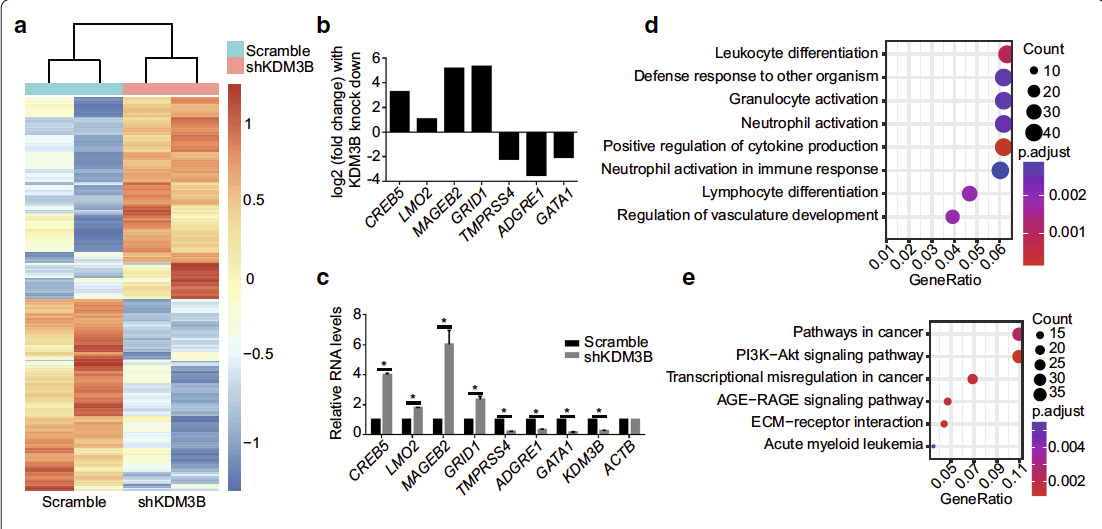 a
Scramble
shKDM3B
1
0.5
0
−0.5
−1
Scramble
shKDM3B
b
log2 (fold change) with
KDM3B knock down
6
4
2
0
−2
−4
CREB5
LMO2
MAGEB2
GRID1
TMPRSS4
ADGRE1
GATA1
c
Relative RNA levels
8
6
4
2
0
* * * * * * * *
Scramble
shKDM3B
CREB5
LMO2
MAGEB2
GRID1
TMPRSS4
ADGRE1
GATA1
KDM3B
ACTB
d
Leukocyte differentiation
Defense response to other organism
Granulocyte activation
Neutrophil activation
Positive regulation of cytokine production
Neutrophil activation in immune response
Lymphocyte differentiation
Regulation of vasculature development
0.01
0.02
0.03
0.04
0.05
0.06
GeneRatio
Count
10
20
30
40
p.adjust
0.002
0.001
e
Pathways in cancer
PI3K−Akt signaling pathway
Transcriptional misregulation in cancer
AGE−RAGE signaling pathway
ECM−receptor interaction
Acute myeloid leukemia
0.05
0.07
0.09
0.11
GeneRatio
Count
15
20
25
30
35
p.adjust
0.004
0.002